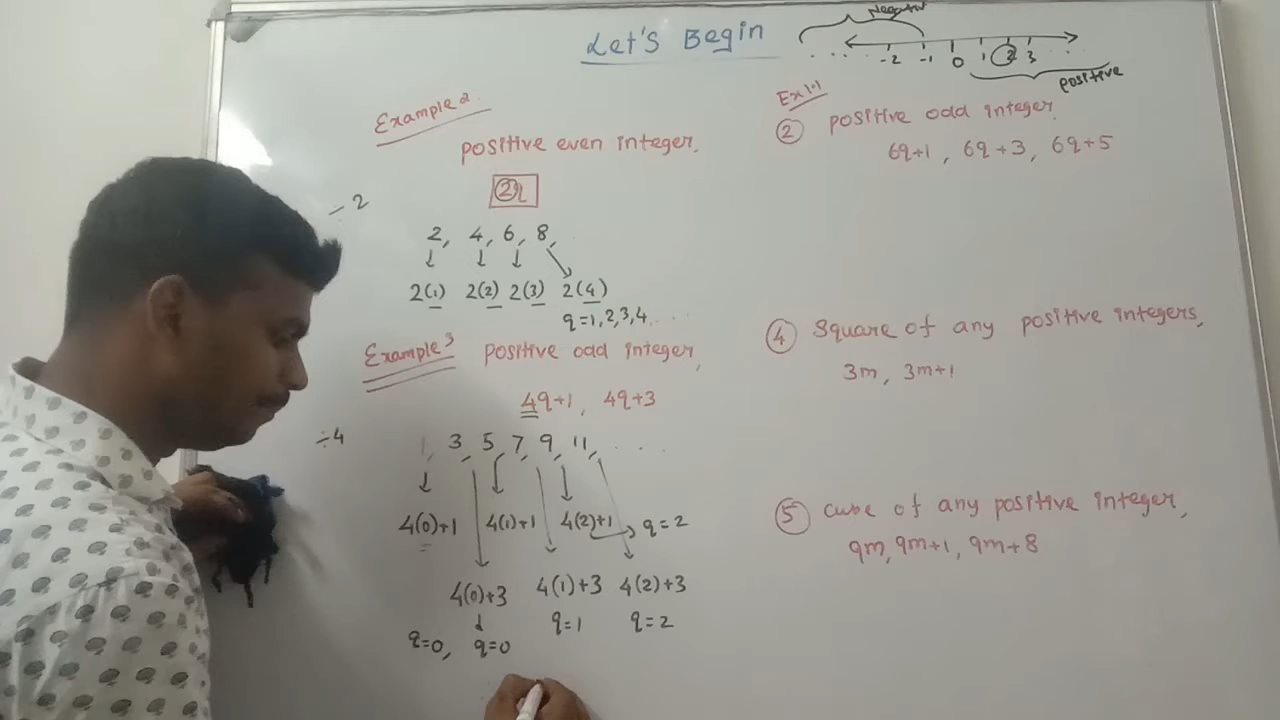 Let's Begin
Negative
... -2 -1 0 1 2 3 ...
positive
Example 2.
positive even integer,
2q
÷ 2
2, 4, 6, 8,
2(1) 2(2) 2(3) 2(4)
q=1,2,3,4 ...
Example 3 positive odd integer,
4q+1, 4q+3
÷4
1, 3, 5, 7, 9, 11, ...
4(0)+1 4(1)+1 4(2)+1 → q=2
4(0)+3 4(1)+3 4(2)+3
q=1 q=2
q=0, q=0
Ex 1.1
② positive odd integer
6q+1, 6q+3, 6q+5
④ Square of any positive integers,
3m, 3m+1
⑤ cube of any positive integer,
9m, 9m+1, 9m+8